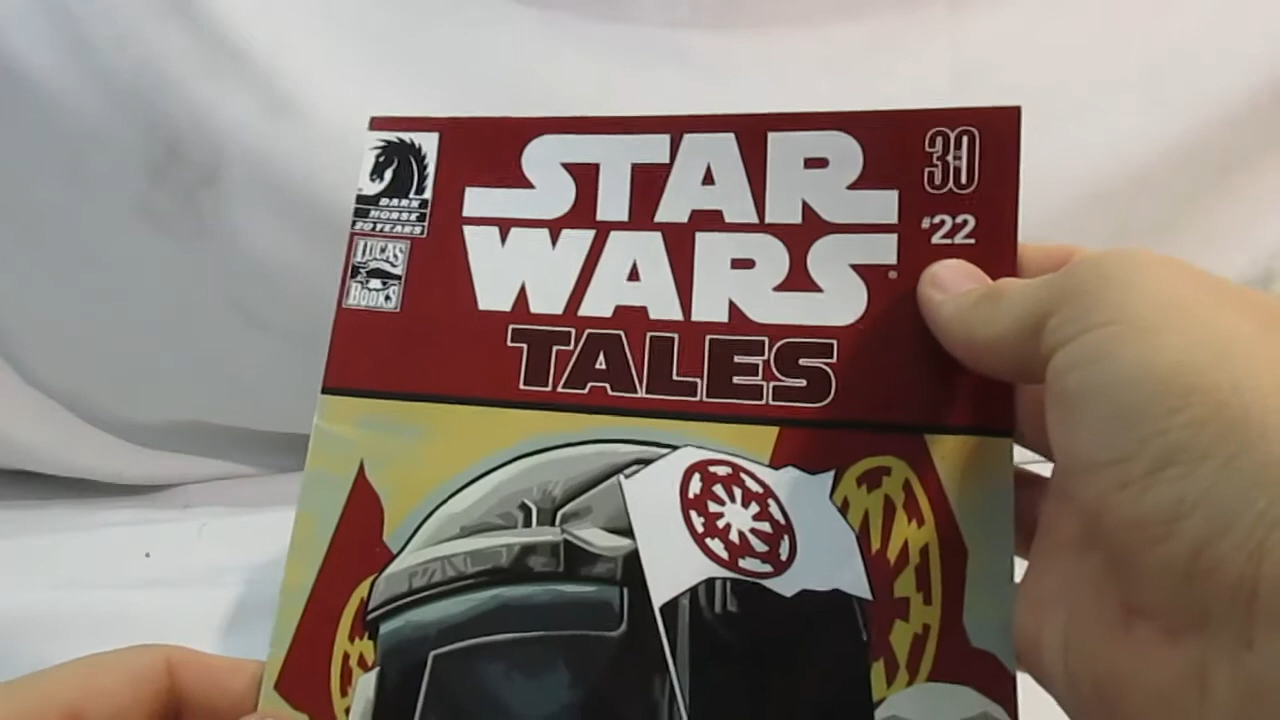 DARK
HORSE
20 YEARS
LUCAS
BOOKS
STAR
WARS
TALES
30
#22